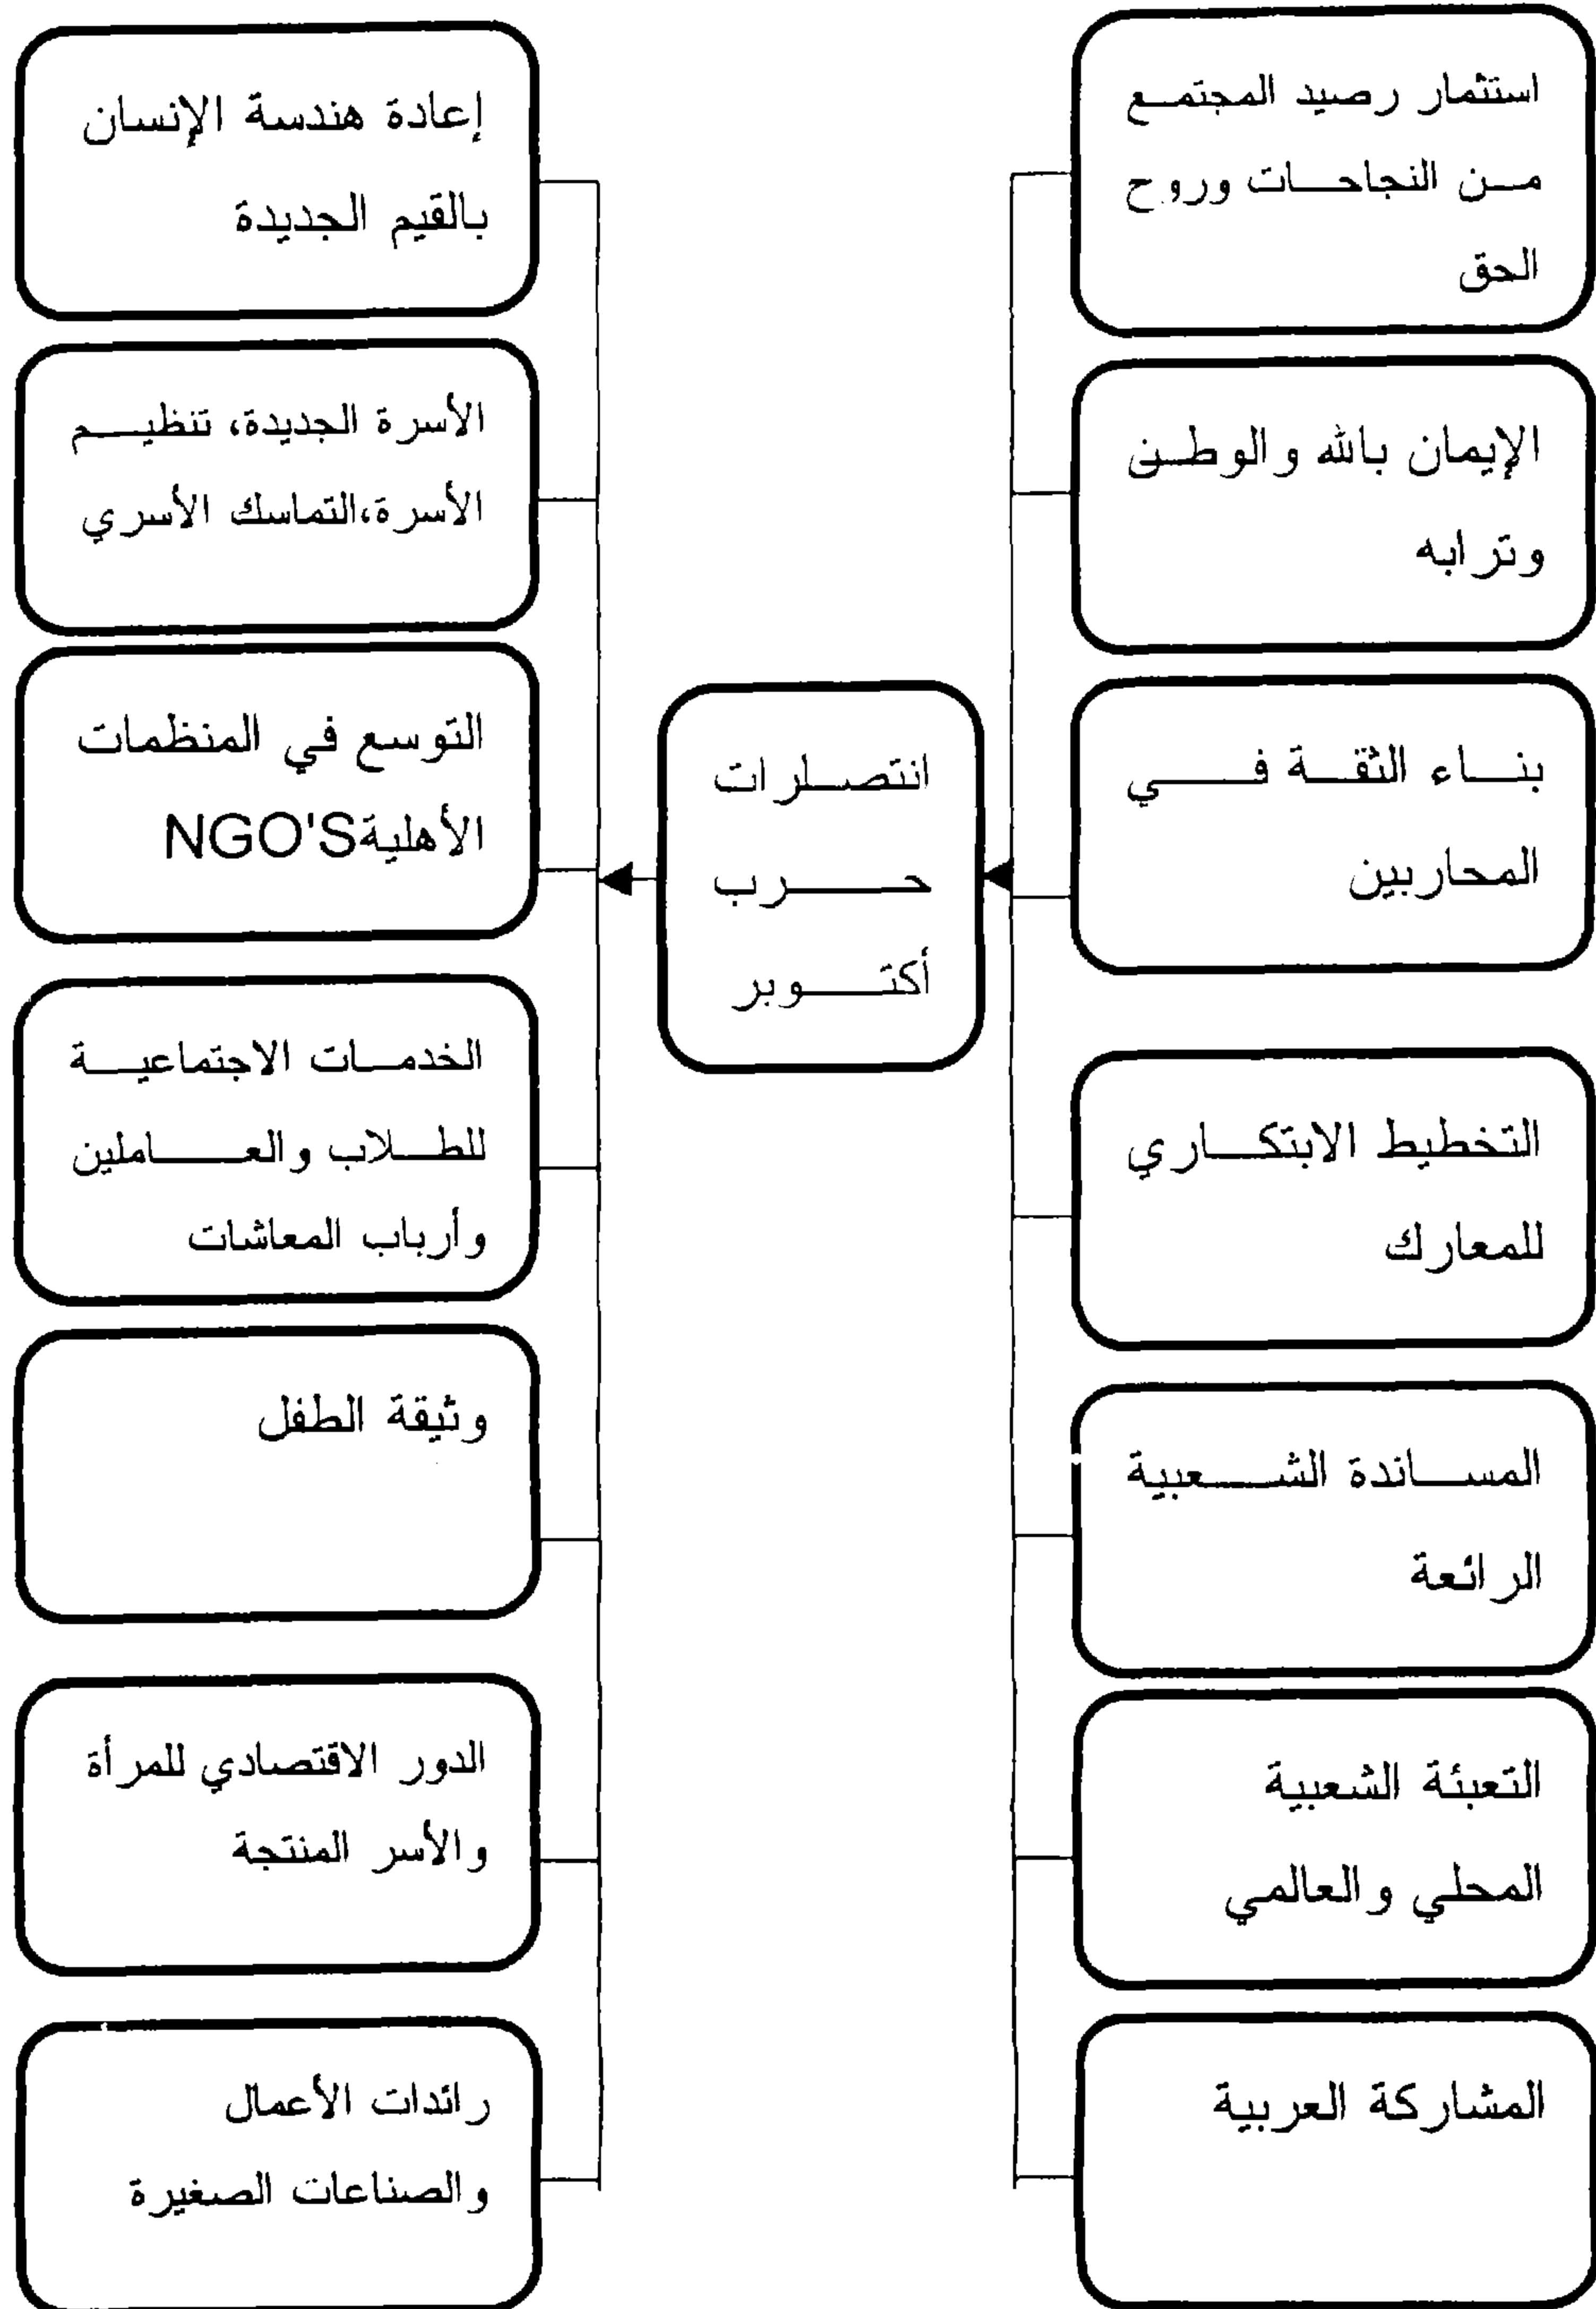 استثمار رصيد المجتمع
من النجاحات وروح
الحق
الإيمان بالله والوطن
وترابه
بناء الثقة في
المحاربين
التخطيط الابتكاري
للمعارك
المساندة الشعبية
الرائعة
التعبئة الشعبية
المحلي والعالمي
المشاركة العربية
انتصارات
حرب
أكتوبر
إعادة هندسة الإنسان
بالقيم الجديدة
الأسرة الجديدة، تنظيم
الأسرة،التماسك الأسري
التوسع في المنظمات
الأهلية NGO'S
الخدمات الاجتماعية
للطلاب والعاملين
وأرباب المعاشات
وثيقة الطفل
الدور الاقتصادي للمرأة
والأسر المنتجة
رائدات الأعمال
والصناعات الصغيرة